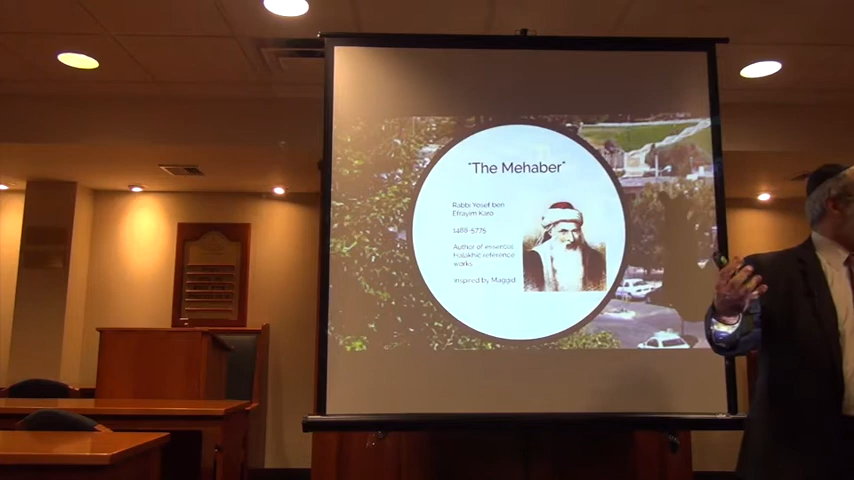 "The Mehaber"
Rabbi Yosef ben
Efrayim Karo
1488-5775
Author of essential
Halakhic reference
works.
Inspired by Maggid